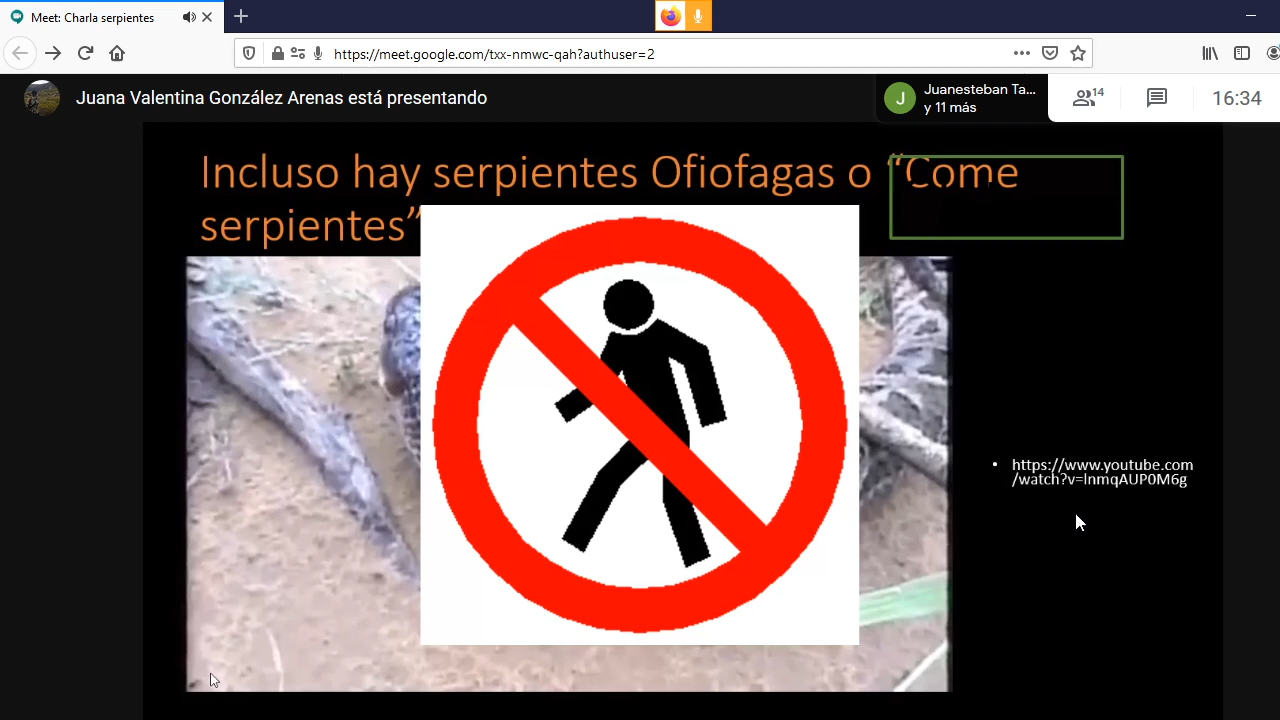 Meet: Charla serpientes
https://meet.google.com/txx-nmwc-qah?authuser=2
Juana Valentina González Arenas está presentando
J
Juanesteban Ta...
y 11 más
14
16:34
Incluso hay serpientes Ofiofagas o “Come
serpientes”
• https://www.youtube.com
/watch?v=lnmqAUP0M6g